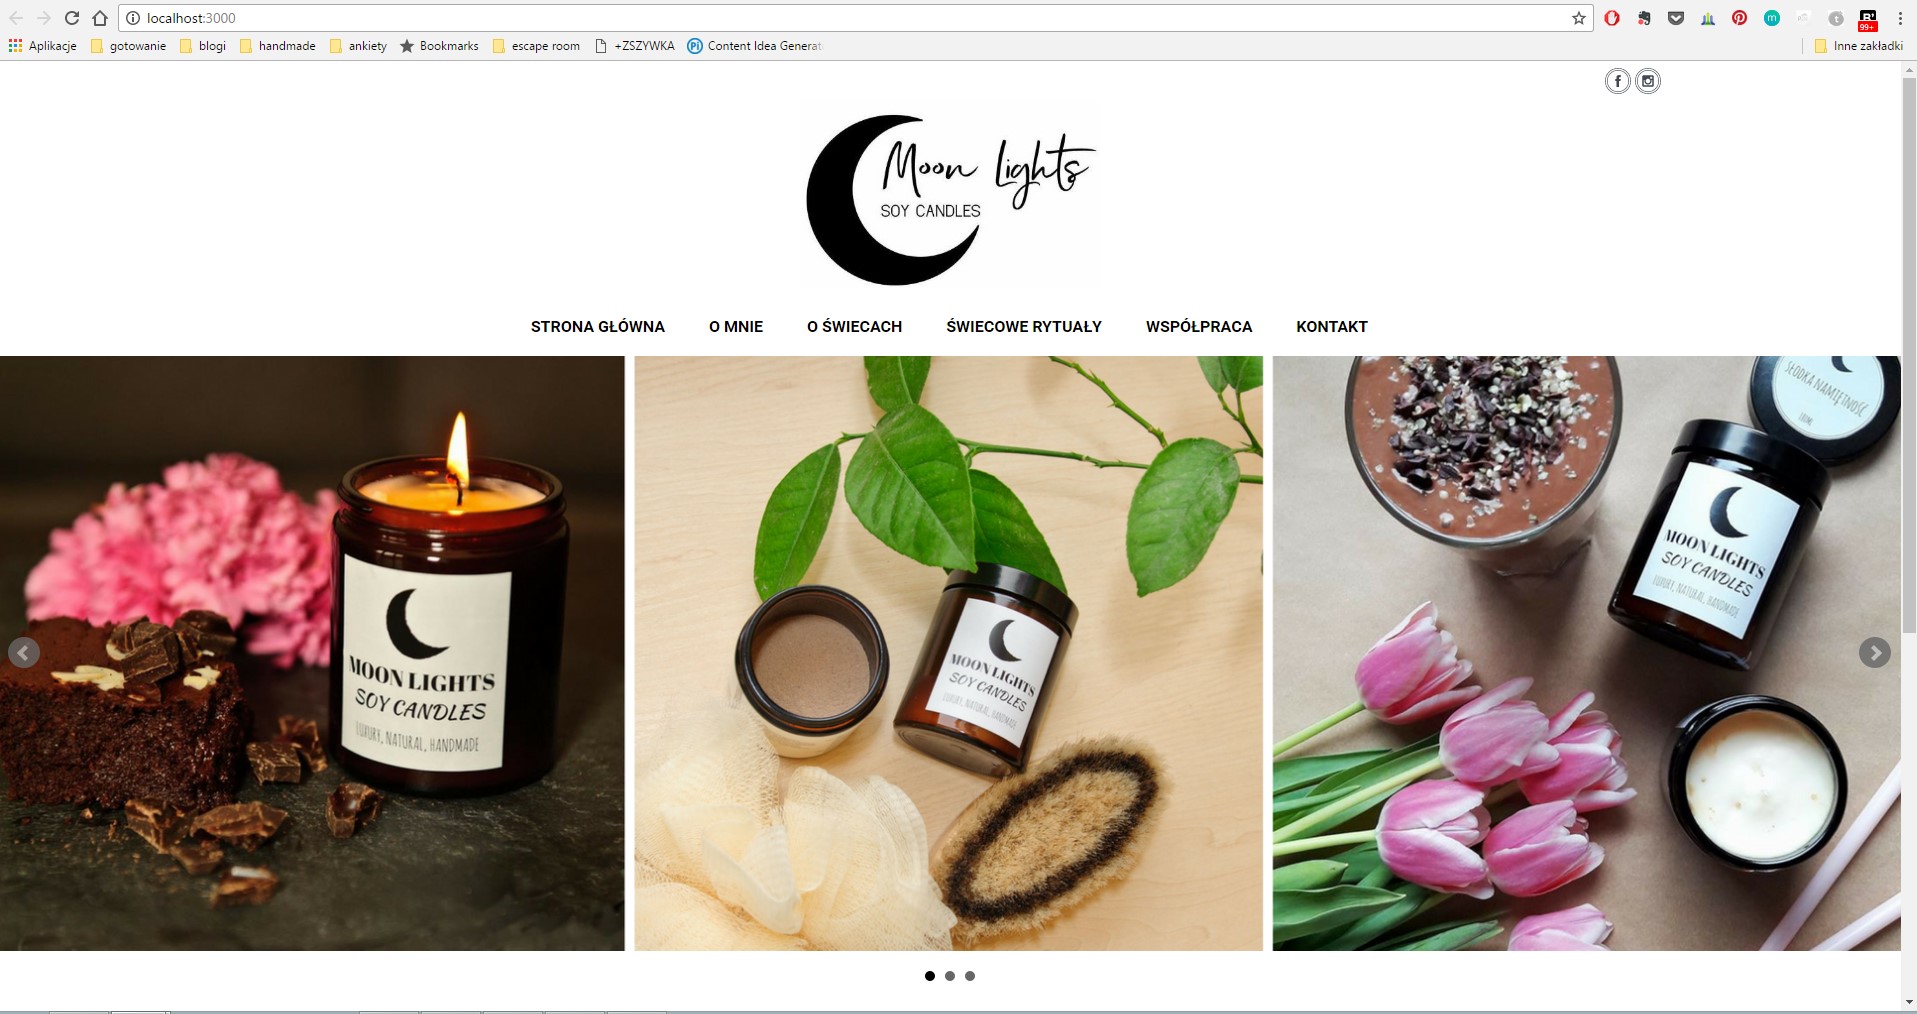 localhost:3000
Aplikacje gotowanie blogi handmade ankiety Bookmarks escape room +ZSZYWKA Content Idea Generat Inne zakładki
99+
Moon Lights
SOY CANDLES
STRONA GŁÓWNA O MNIE O ŚWIECACH ŚWIECOWE RYTUAŁY WSPÓŁPRACA KONTAKT
MOON LIGHTS
SOY CANDLES
LUXURY, NATURAL, HANDMADE
MOON LIGHTS
SOY CANDLES
LUXURY, NATURAL, HANDMADE
SŁODKA NAMIĘTNOŚĆ
180ML
MOON LIGHTS
SOY CANDLES
LUXURY, NATURAL, HANDMADE